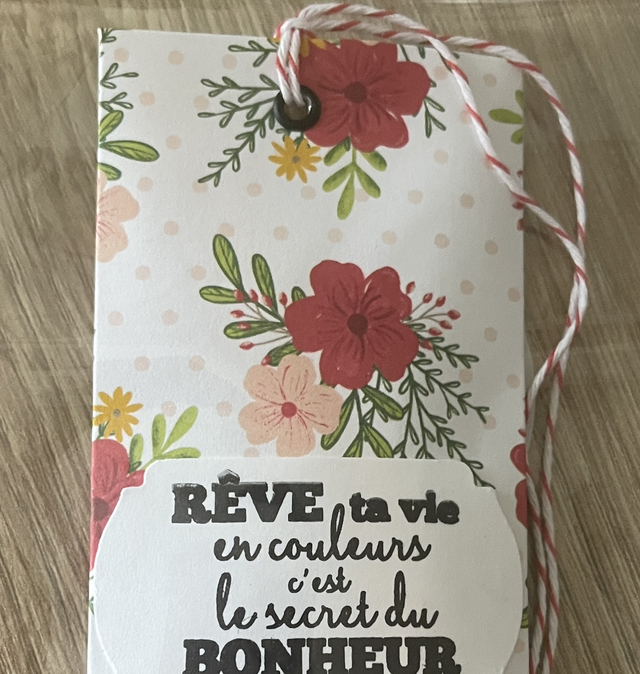 RÊVE ta vie
en couleurs
c'est
le secret du
BONHEUR